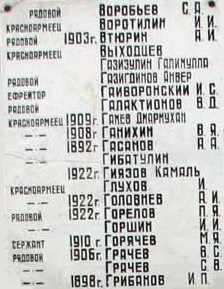 РЯДОВОЙ ВОРОБЬЕВ С.А.
КРАСНОАРМЕЕЦ ВОРОТИЛИН И.И.
РЯДОВОЙ 1903г. ВТЮРИН А.И.
КРАСНОАРМЕЕЦ ВЫХОДЦЕВ
ГАЗИЗУЛИН ГАЛИМУЛЛА
РЯДОВОЙ ГАЗИГДИНОВ АНВЕР
ЕФРЕЙТОР ГАЙВОРОНСКИЙ И.С.
РЯДОВОЙ ГАЛАКТИОНОВ В.Д.
КРАСНОАРМЕЕЦ 1909г. ГАМЕВ ДИАРМУХАН
—„— 1908г ГАНИХИН В.А.
—„— 1892г ГАСАНОВ А.А.
—„— ГИБАТУЛИН
1922г. ГИЯЗОВ КАМАЛЬ
КРАСНОАРМЕЕЦ ГЛУХОВ И.
—„— 1922г ГОЛОВНЕВ А.И.
РЯДОВОЙ 1922г ГОРЕЛОВ П.А.
—„— ГОРШИН И.И.
СЕРЖАНТ 1910г. ГОРЯЧЕВ М.Я.
РЯДОВОЙ 1906г. ГРАЧЕВ В.С.
—„— ГРАЧЕВ С.В.
—„— 1898г. ГРИБАНОВ И.П.